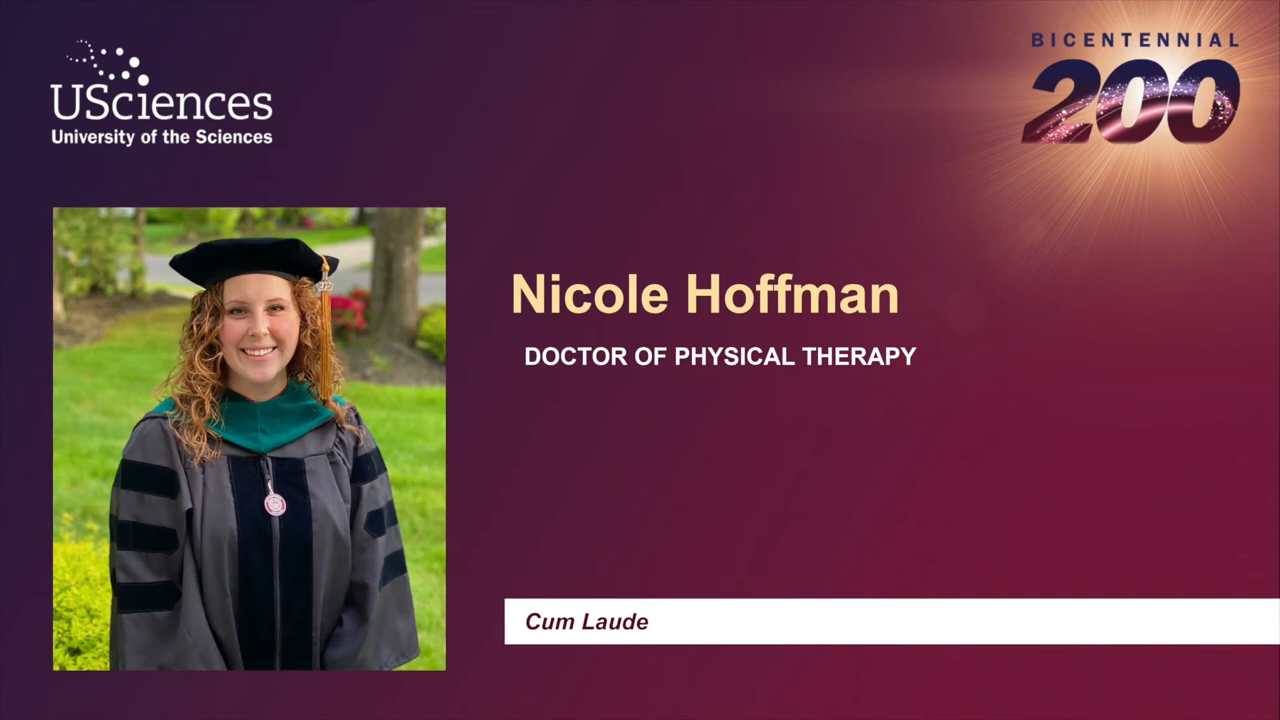 USciences
University of the Sciences
BICENTENNIAL
200
Nicole Hoffman
DOCTOR OF PHYSICAL THERAPY
Cum Laude